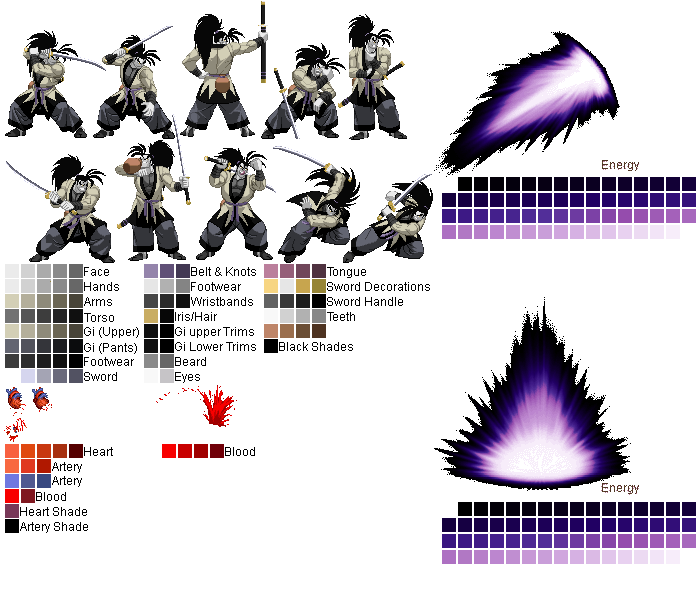 Energy
Face
Belt & Knots
Tongue
Hands
Footwear
Sword Decorations
Arms
Wristbands
Sword Handle
Torso
Iris/Hair
Teeth
Gi (Upper)
Gi upper Trims
Gi (Pants)
Gi Lower Trims
Black Shades
Footwear
Beard
Sword
Eyes
Heart
Blood
Artery
Artery
Energy
Blood
Heart Shade
Artery Shade